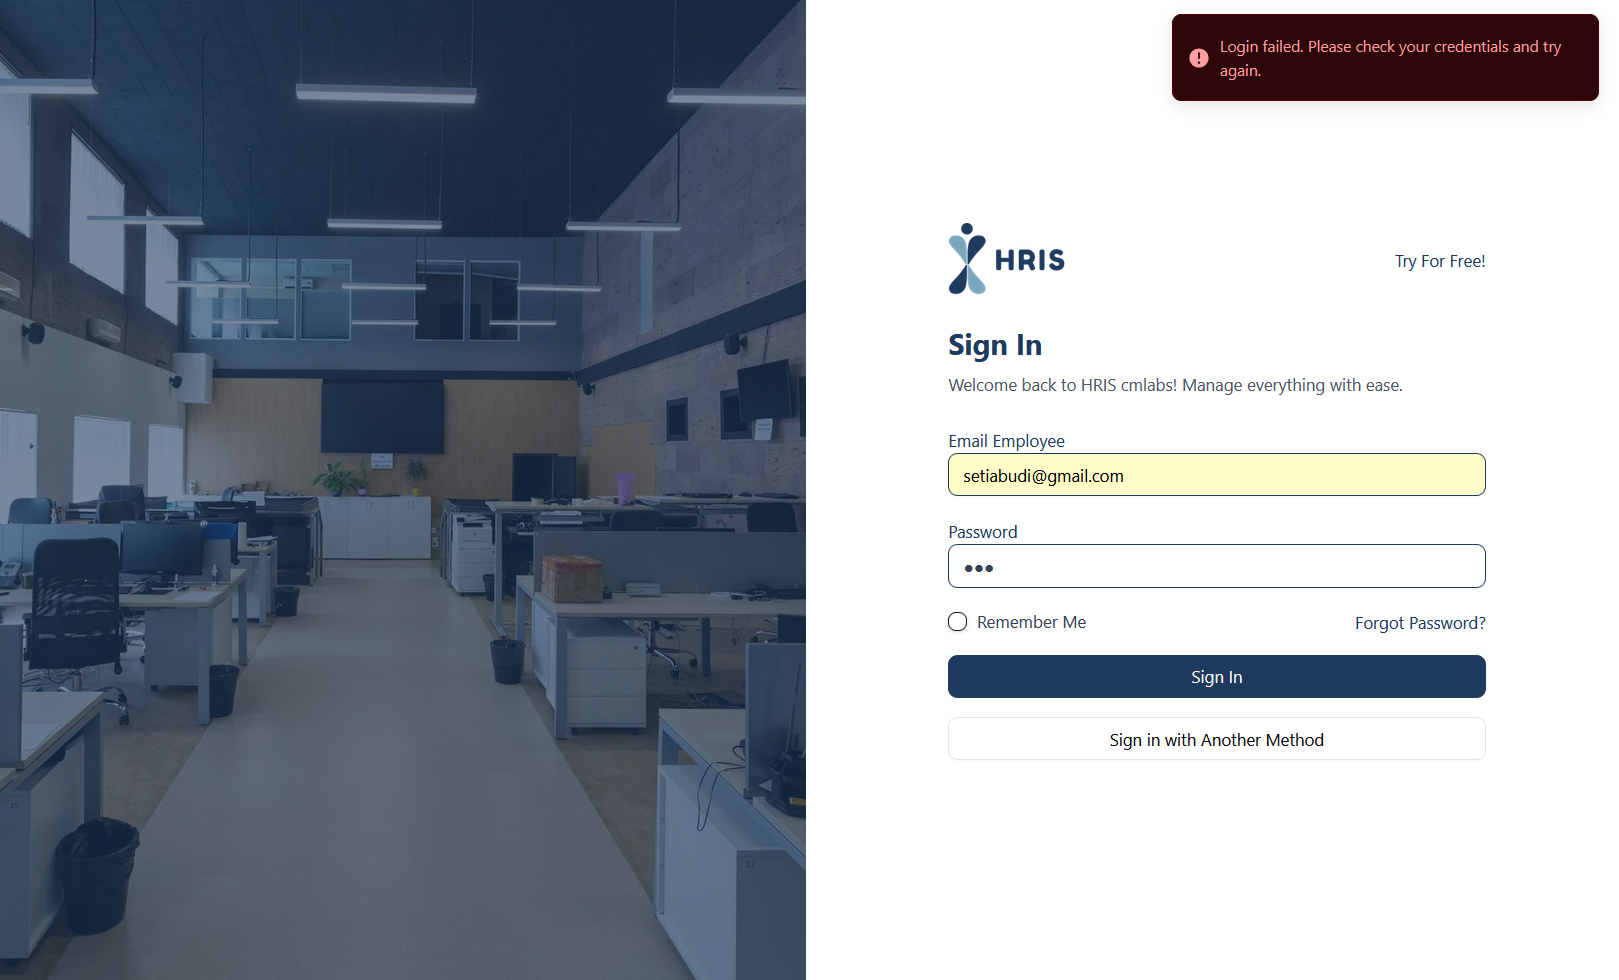 Login failed. Please check your credentials and try
again.
HRIS
Try For Free!
Sign In
Welcome back to HRIS cmlabs! Manage everything with ease.
Email Employee
setiabudi@gmail.com
Password
Remember Me
Forgot Password?
Sign In
Sign in with Another Method
19
17